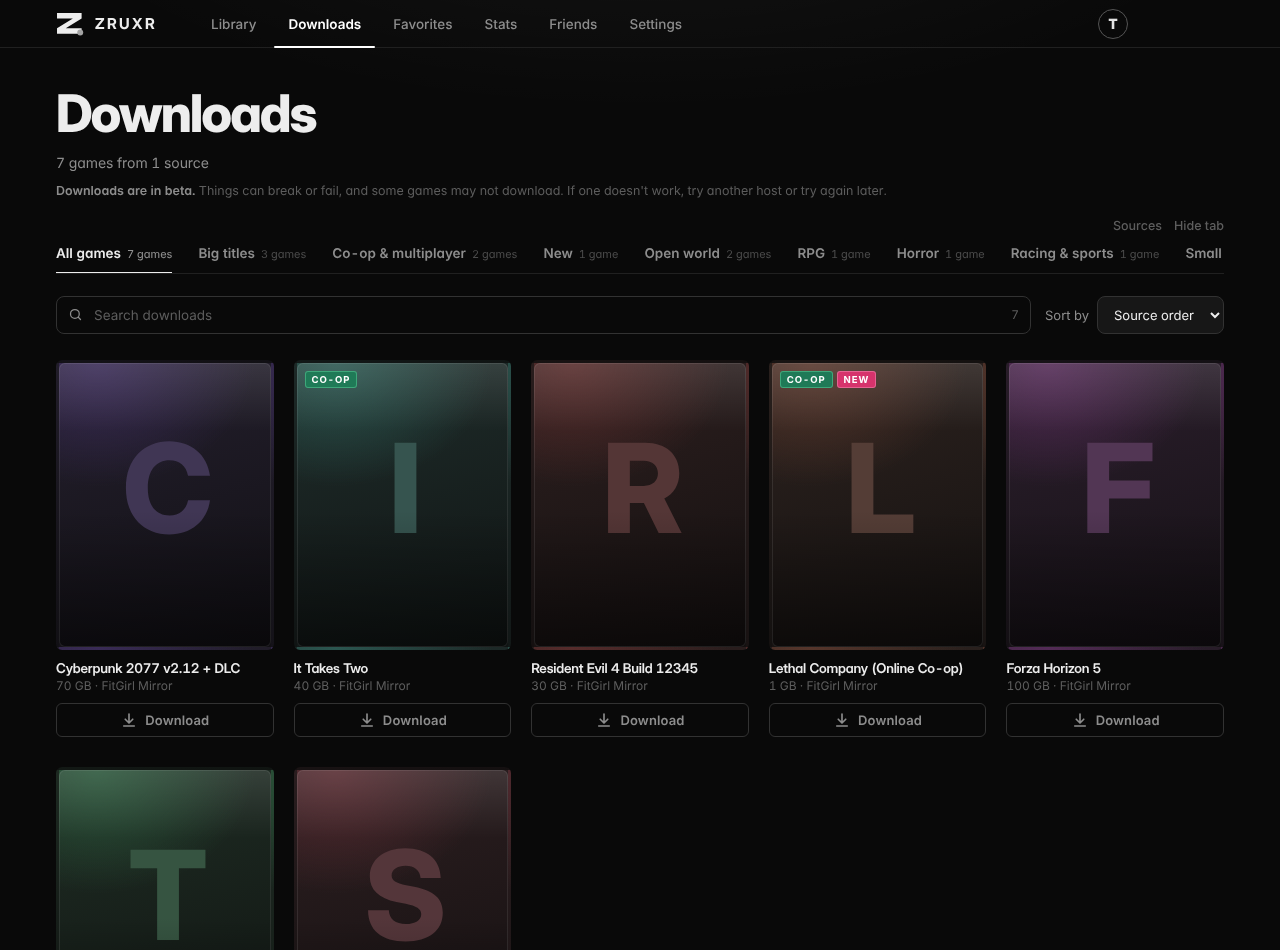 ZRUXR Library Downloads Favorites Stats Friends Settings T
Downloads
7 games from 1 source
Downloads are in beta. Things can break or fail, and some games may not download. If one doesn't work, try another host or try again later.
Sources Hide tab
All games 7 games Big titles 3 games Co-op & multiplayer 2 games New 1 game Open world 2 games RPG 1 game Horror 1 game Racing & sports 1 game Small
Search downloads 7 Sort by Source order
CO-OP CO-OP NEW
C I R L F
Cyberpunk 2077 v2.12 + DLC It Takes Two Resident Evil 4 Build 12345 Lethal Company (Online Co-op) Forza Horizon 5
70 GB · FitGirl Mirror 40 GB · FitGirl Mirror 30 GB · FitGirl Mirror 1 GB · FitGirl Mirror 100 GB · FitGirl Mirror
Download Download Download Download Download
T S